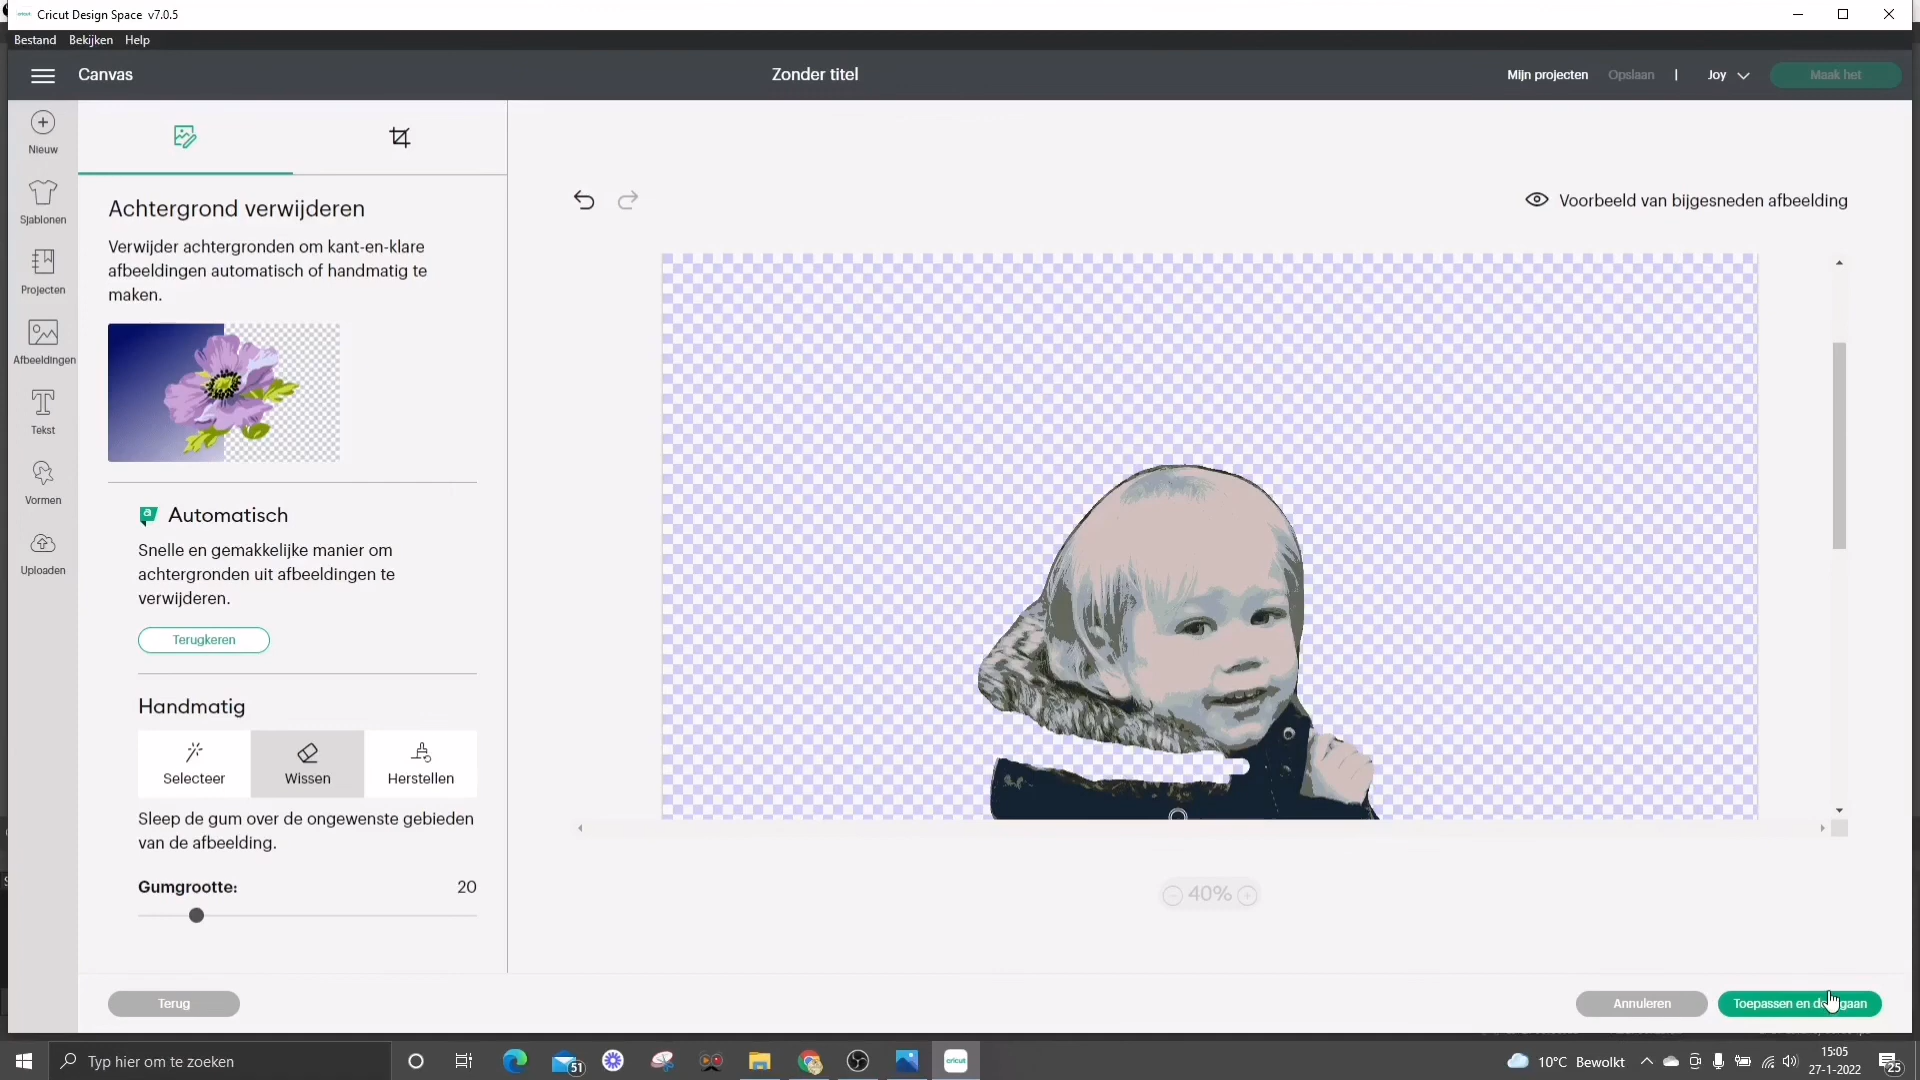 Cricut Design Space v7.0.5
Bestand Bekijken Help
Canvas
Zonder titel
Mijn projecten Opslaan | Joy Maak het
Nieuw
Sjablonen
Projecten
Afbeeldingen
Tekst
Vormen
Uploaden
Achtergrond verwijderen
Verwijder achtergronden om kant-en-klare
afbeeldingen automatisch of handmatig te
maken.
Automatisch
Snelle en gemakkelijke manier om
achtergronden uit afbeeldingen te
verwijderen.
Terugkeren
Handmatig
Selecteer Wissen Herstellen
Sleep de gum over de ongewenste gebieden
van de afbeelding.
Gumgrootte: 20
Voorbeeld van bijgesneden afbeelding
40%
Terug
Annuleren
Toepassen en gaan
Typ hier om te zoeken
51
cricut
10°C Bewolkt
15:05
27-1-2022
25